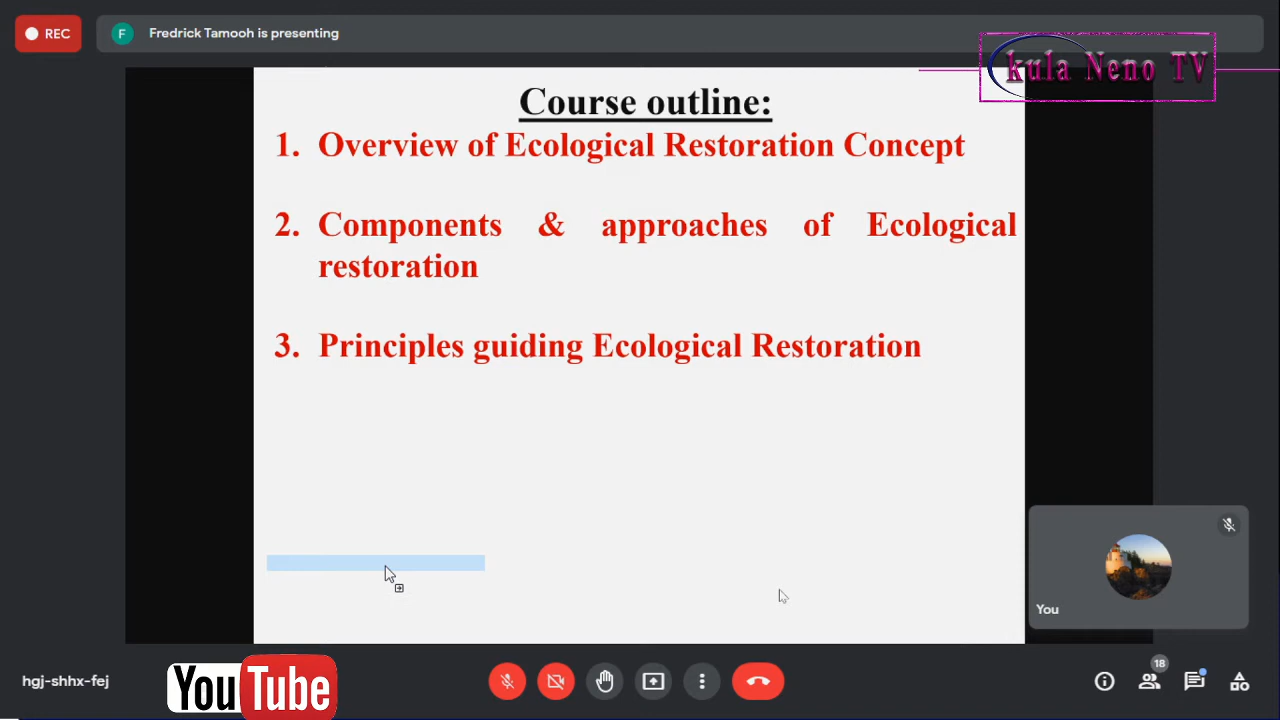 REC
F
Fredrick Tamooh is presenting
kula Neno TV
Course outline:
1. Overview of Ecological Restoration Concept
2. Components & approaches of Ecological
restoration
3. Principles guiding Ecological Restoration
You
hgj-shhx-fej
YouTube
18